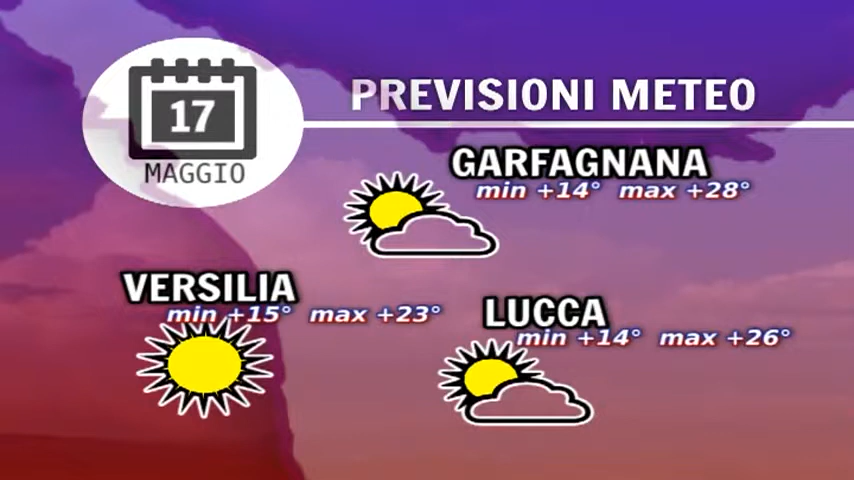 PREVISIONI METEO
17
MAGGIO
GARFAGNANA
min +14° max +28°
VERSILIA
min +15° max +23°
LUCCA
min +14° max +26°